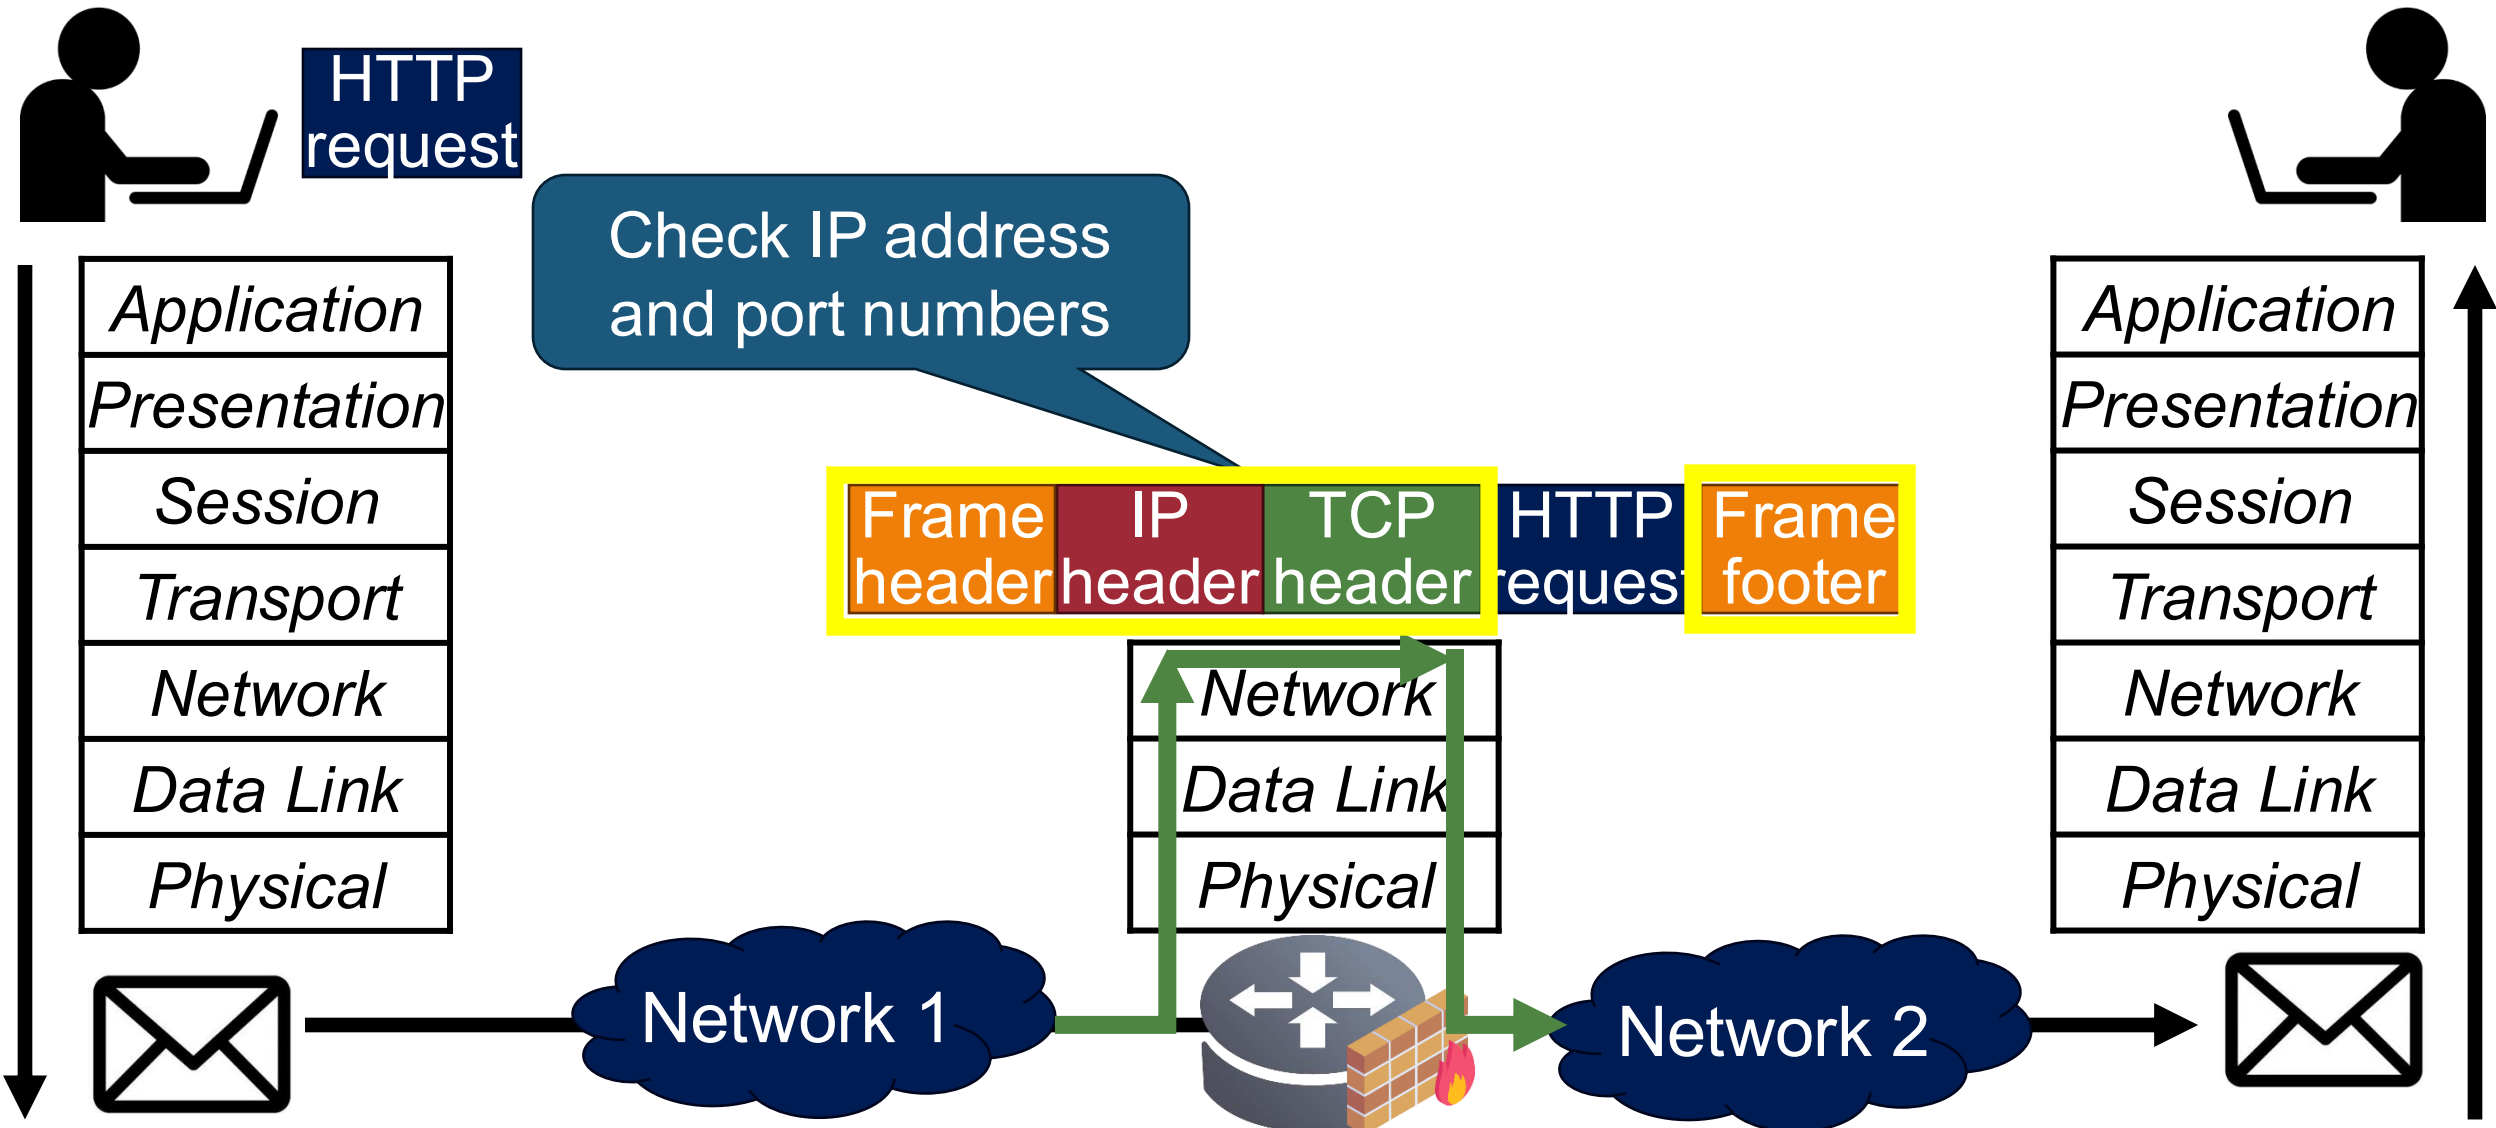 HTTP
request
Check IP address
and port numbers
Application
Presentation
Session
Transport
Network
Data Link
Physical
Frame
header
IP
header
TCP
header
HTTP
request
Frame
footer
Network
Data Link
Physical
Application
Presentation
Session
Transport
Network
Data Link
Physical
Network 1
Network 2